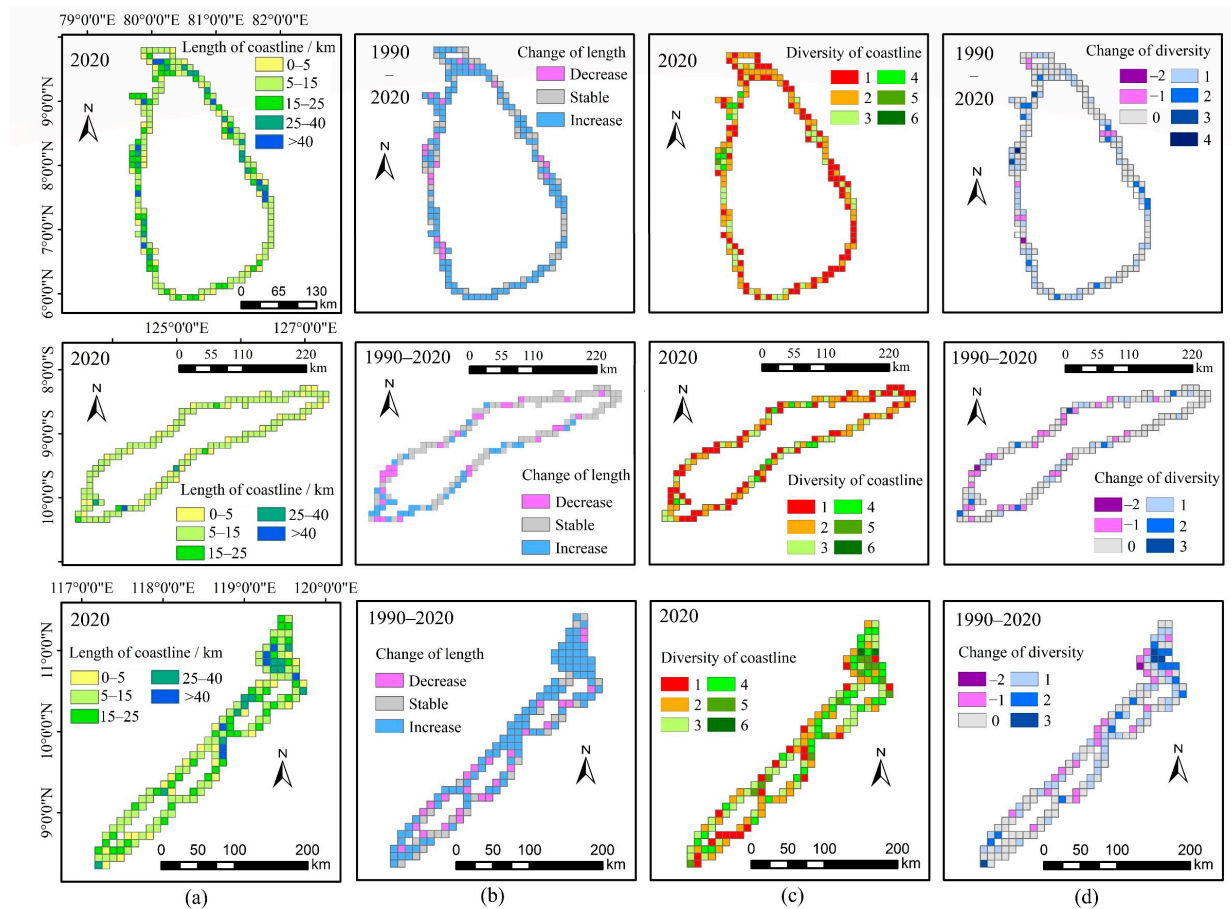 79°0'0"E 80°0'0"E 81°0'0"E 82°0'0"E
9°0'0"N
8°0'0"N
7°0'0"N
6°0'0"N
2020
Length of coastline / km
0–5
5–15
15–25
25–40
>40
N
0 65 130
km
1990
–
2020
Change of length
Decrease
Stable
Increase
N
2020
Diversity of coastline
1 4
2 5
3 6
N
1990
–
2020
Change of diversity
−2 1
−1 2
0 3
4
N
125°0'0"E 127°0'0"E
8°0'0"S
9°0'0"S
10°0'0"S
2020
0 55 110 220
km
N
Length of coastline / km
0–5 25–40
5–15 >40
15–25
1990–2020
0 55 110 220
km
N
Change of length
Decrease
Stable
Increase
2020
0 55 110 220
km
N
Diversity of coastline
1 4
2 5
3 6
1990–2020
0 55 110 220
km
N
Change of diversity
−2 1
−1 2
0 3
117°0'0"E 118°0'0"E 119°0'0"E 120°0'0"E
11°0'0"N
10°0'0"N
9°0'0"N
2020
Length of coastline / km
0–5 25–40
5–15 >40
15–25
N
0 50 100 200
km
1990–2020
Change of length
Decrease
Stable
Increase
N
0 50 100 200
km
2020
Diversity of coastline
1 4
2 5
3 6
N
0 50 100 200
km
1990–2020
Change of diversity
−2 1
−1 2
0 3
N
0 50 100 200
km
(a) (b) (c) (d)